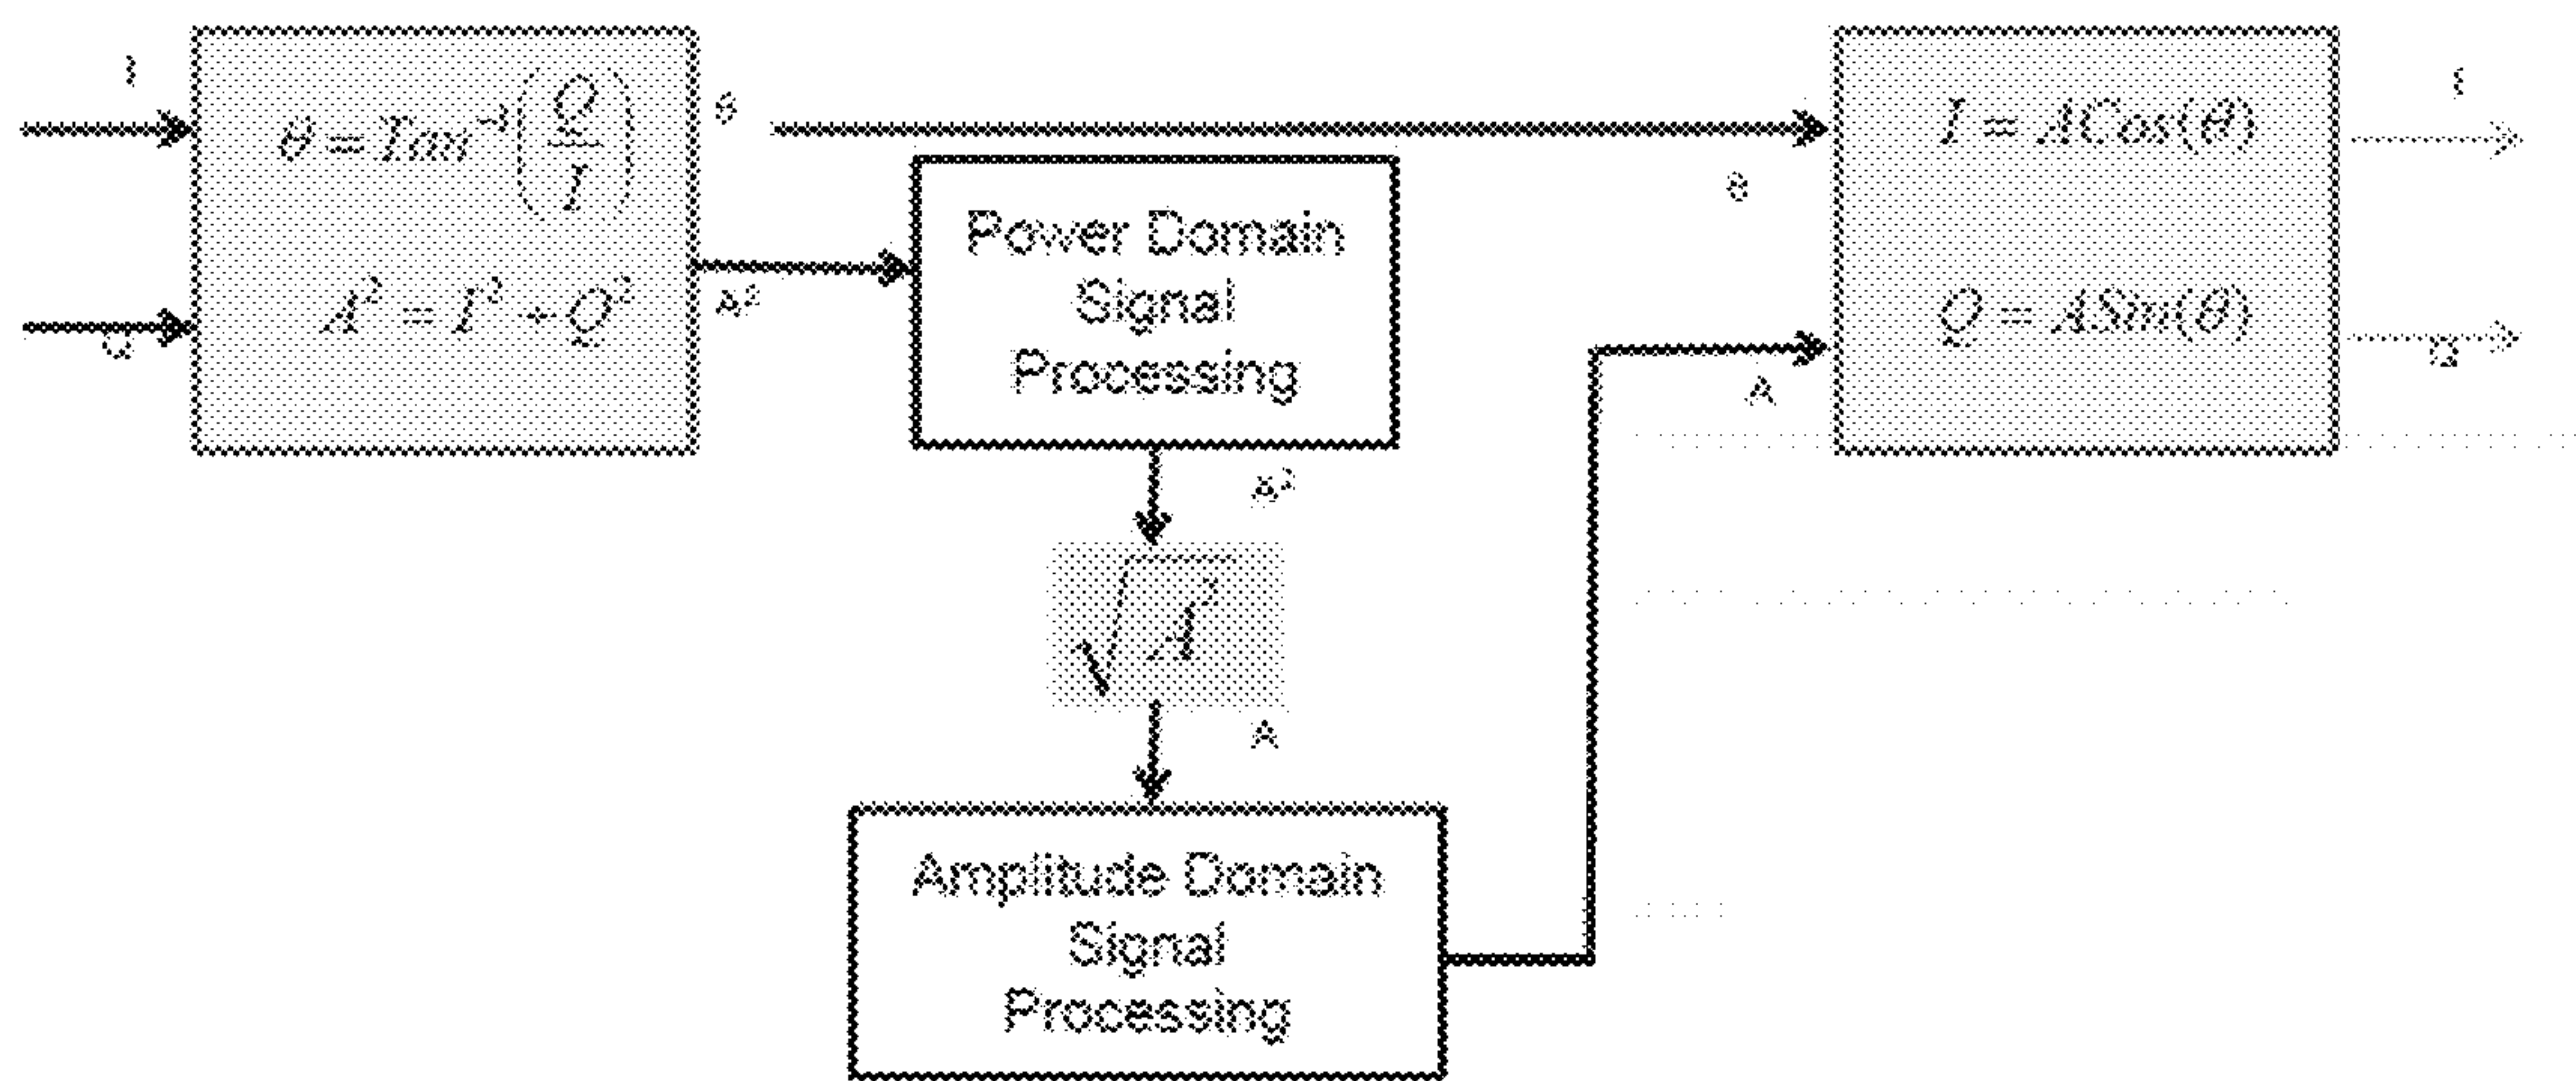 I
θ = Tan⁻¹(Q/I)
A² = I² + Q²
Q
θ
A²
Power Domain
Signal
Processing
A²
√A²
A
Amplitude Domain
Signal
Processing
θ
A
I = ACos(θ)
Q = ASin(θ)
I
Q